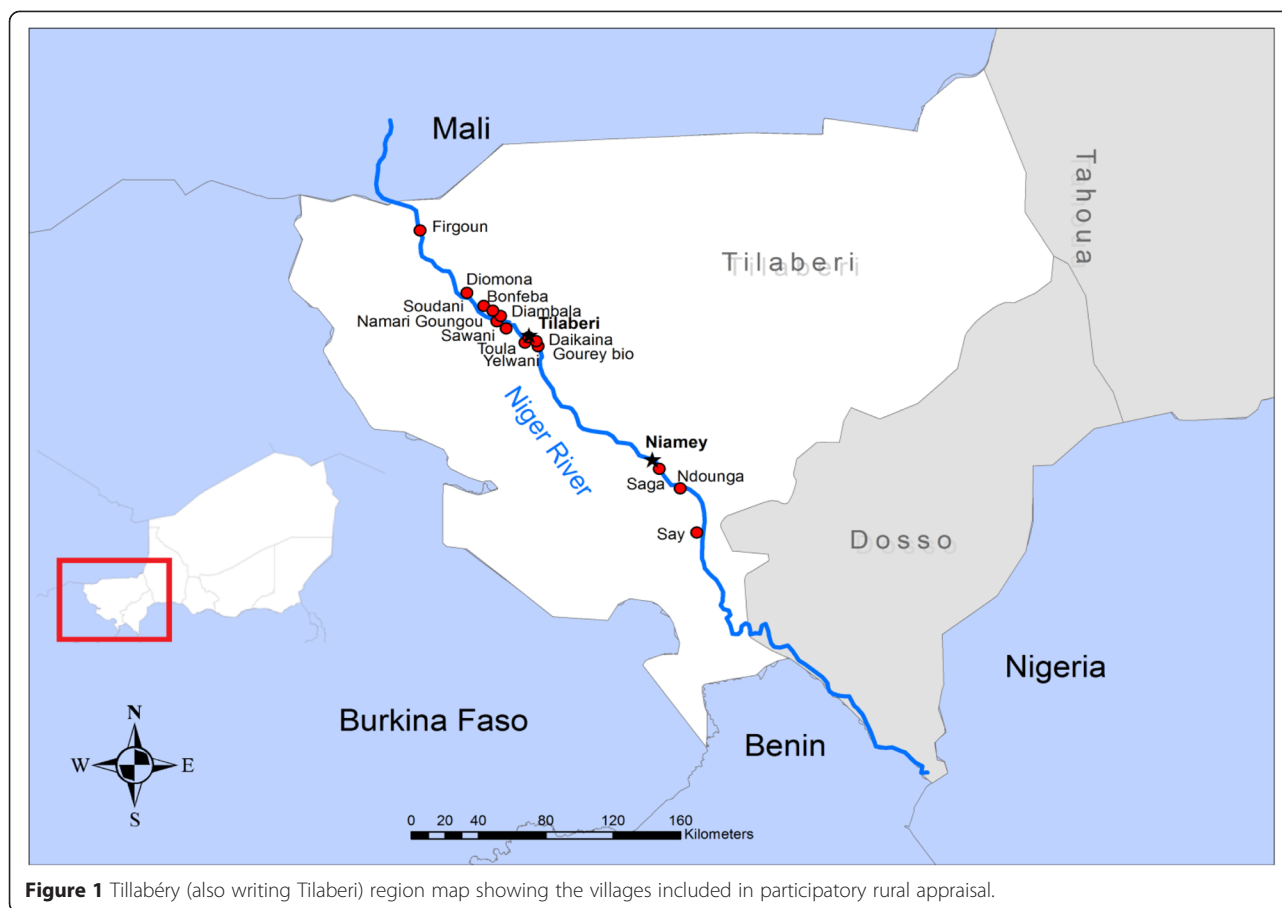 Mali
Tahoua
Firgoun
Tilaberi
Diomona
Bonfeba
Soudani
Diambala
Namari Goungou
Tilaberi
Sawani
Daikaina
Toula
Gourey bio
Yelwani
Niger River
Niamey
Saga
Ndounga
Say
Dosso
Nigeria
Burkina Faso
Benin
N
W
E
S
0 20 40 80 120 160
Kilometers
Figure 1 Tillabéry (also writing Tilaberi) region map showing the villages included in participatory rural appraisal.